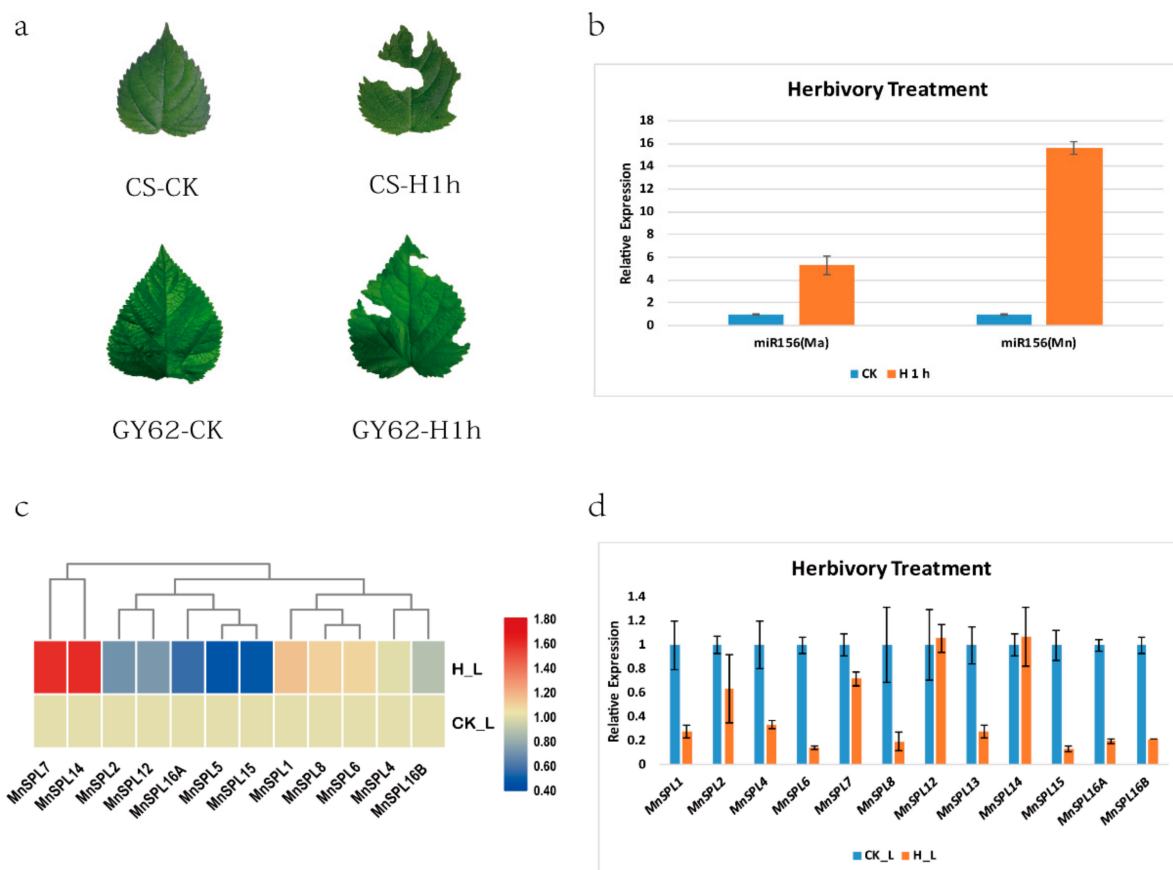 a
CS-CK
CS-H1h
GY62-CK
GY62-H1h
b
Herbivory Treatment
Relative Expression
18
16
14
12
10
8
6
4
2
0
miR156(Ma)
miR156(Mn)
CK
H 1 h
c
1.80
1.60
1.40
1.20
1.00
0.80
0.60
0.40
H_L
CK_L
MnSPL7
MnSPL14
MnSPL2
MnSPL12
MnSPL16A
MnSPL5
MnSPL15
MnSPL1
MnSPL8
MnSPL6
MnSPL4
MnSPL16B
d
Herbivory Treatment
Relative Expression
1.4
1.2
1
0.8
0.6
0.4
0.2
0
MnSPL1
MnSPL2
MnSPL4
MnSPL6
MnSPL7
MnSPL8
MnSPL12
MnSPL13
MnSPL14
MnSPL15
MnSPL16A
MnSPL16B
CK_L
H_L